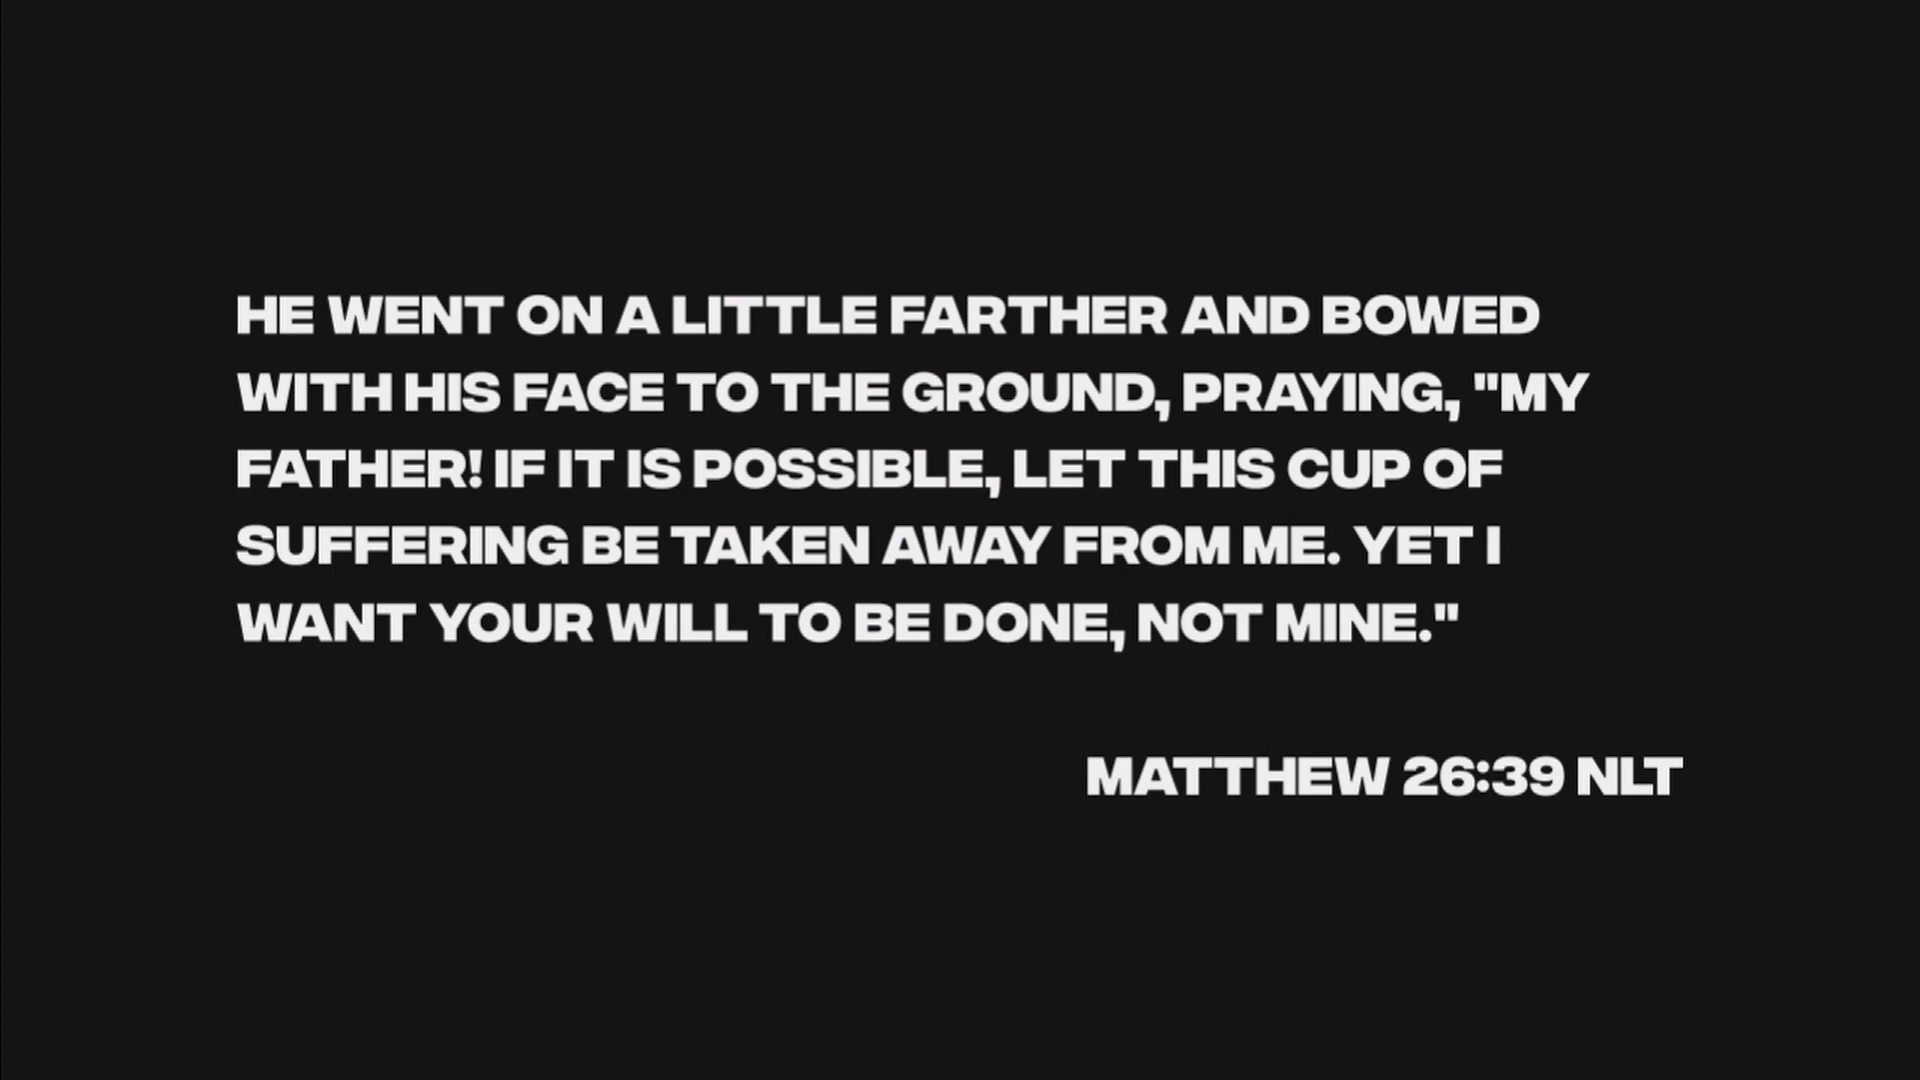 HE WENT ON A LITTLE FARTHER AND BOWED
WITH HIS FACE TO THE GROUND, PRAYING, "MY
FATHER! IF IT IS POSSIBLE, LET THIS CUP OF
SUFFERING BE TAKEN AWAY FROM ME. YET I
WANT YOUR WILL TO BE DONE, NOT MINE."
MATTHEW 26:39 NLT